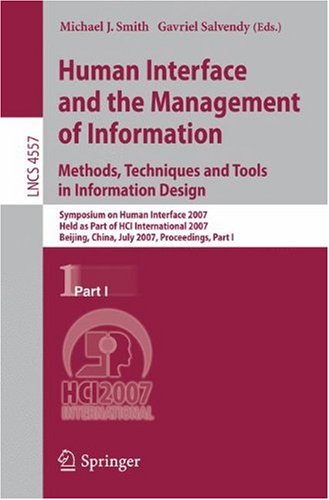 Michael J. Smith Gavriel Salvendy (Eds.)
Human Interface
and the Management
of Information
Methods, Techniques and Tools
in Information Design
LNCS 4557
Symposium on Human Interface 2007
Held as Part of HCI International 2007
Beijing, China, July 2007, Proceedings, Part I
1 Part I
HCI2007
INTERNATIONAL
Springer